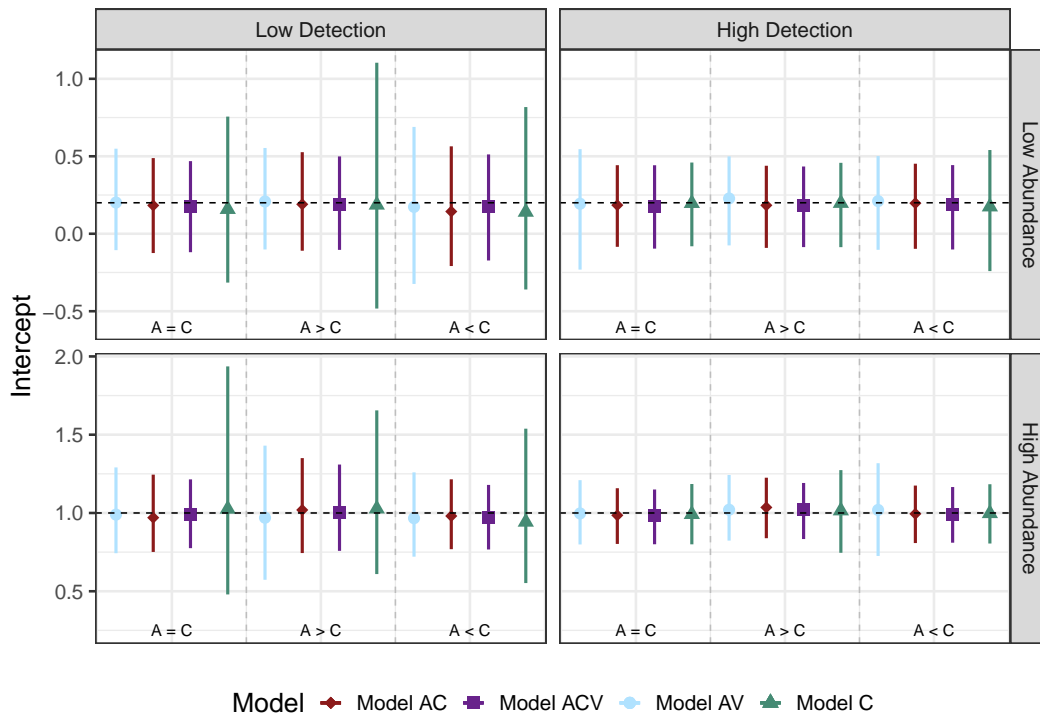 Low Detection
High Detection
1.0
0.5
0.0
−0.5
A = C
A > C
A < C
A = C
A > C
A < C
Low Abundance
Intercept
2.0
1.5
1.0
0.5
A = C
A > C
A < C
A = C
A > C
A < C
High Abundance
Model Model AC Model ACV Model AV Model C